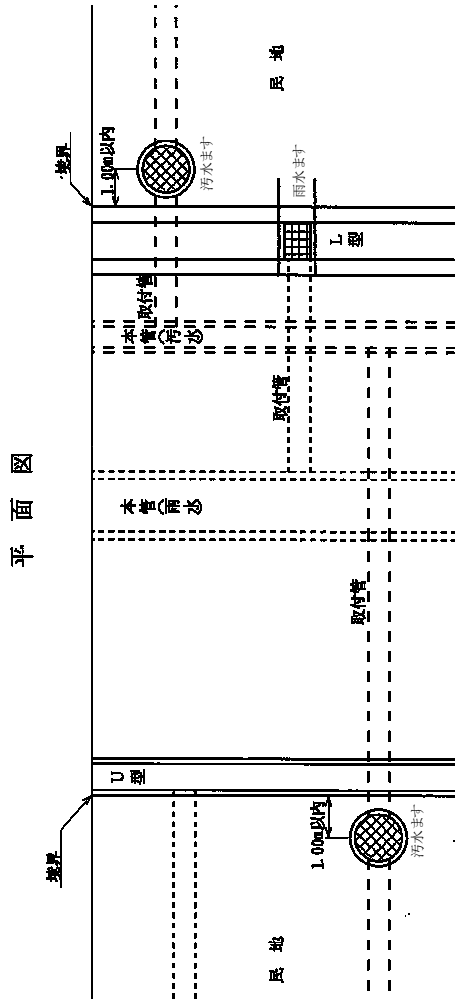 平面図
境界
1.00m以内
汚水ます
民地
雨水ます
L型
取付管
本管(汚水)
取付管
本管(雨水)
取付管
U型
境界
1.00m以内
汚水ます
民地